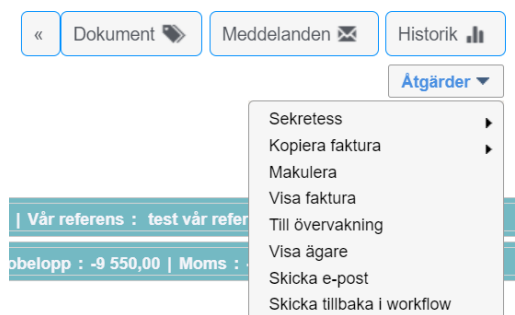 « Dokument Meddelanden Historik
Åtgärder
Sekretess
Kopiera faktura
Makulera
Visa faktura
Till övervakning
Visa ägare
Skicka e-post
Skicka tillbaka i workflow
| Vår referens : test vår refer
obelopp : -9 550,00 | Moms : -